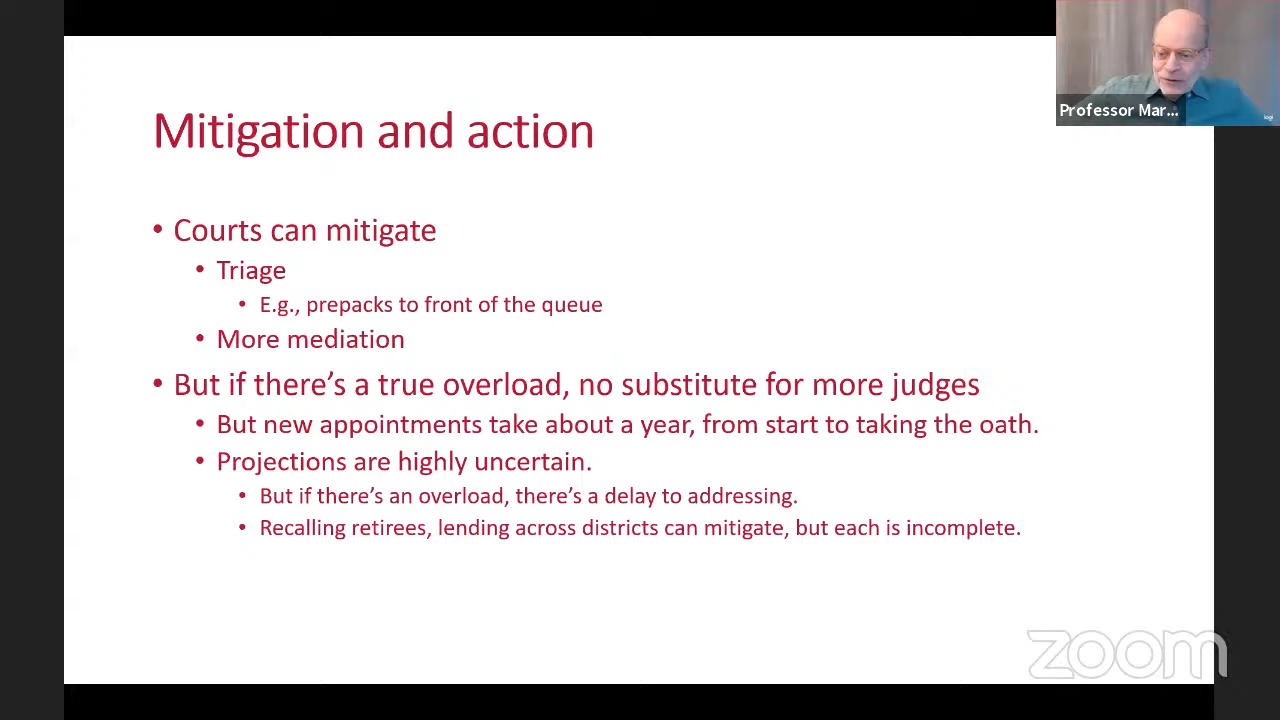 Professor Mar...
logi
Mitigation and action
• Courts can mitigate
• Triage
• E.g., prepacks to front of the queue
• More mediation
• But if there’s a true overload, no substitute for more judges
• But new appointments take about a year, from start to taking the oath.
• Projections are highly uncertain.
• But if there’s an overload, there’s a delay to addressing.
• Recalling retirees, lending across districts can mitigate, but each is incomplete.
zoom